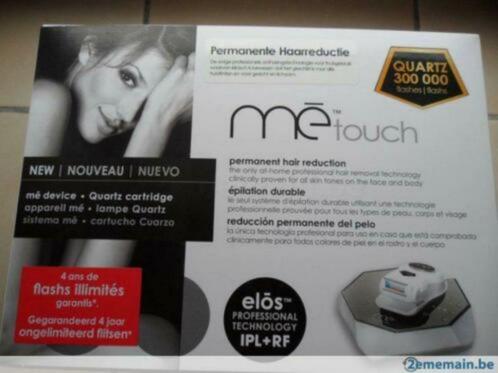 Permanente Haarreductie
QUARTZ
300 000
flashes | flashs
mē™touch
NEW | NOUVEAU | NUEVO
mē device • Quartz cartridge
appareil mē • lampe Quartz
sistema mē • cartucho Cuarzo
permanent hair reduction
the only at-home professional hair removal technology
clinically proven for all skin tones on the face and body
épilation durable
le seul système d'épilation durable utilisant une technologie
professionnelle prouvée pour tous les types de peau, corps et visage
reducción permanente del pelo
la única tecnología profesional para uso en casa que está comprobada
clínicamente para todos colores de piel en el rostro y el cuerpo
4 ans de
flashs illimités
garantis*.
Gegarandeerd 4 jaar
ongelimiteerd flitsen*
elōs™
PROFESSIONAL
TECHNOLOGY
IPL+RF
2ememain.be